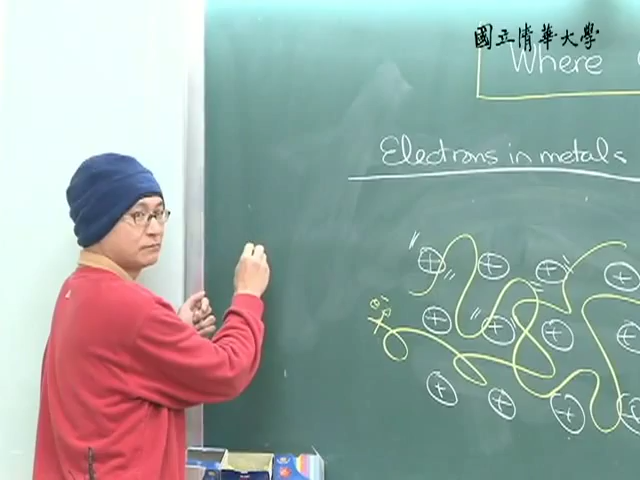 國立清華大學
Where
Electrons in metals
+ + + +
+ + + +
+ + + +